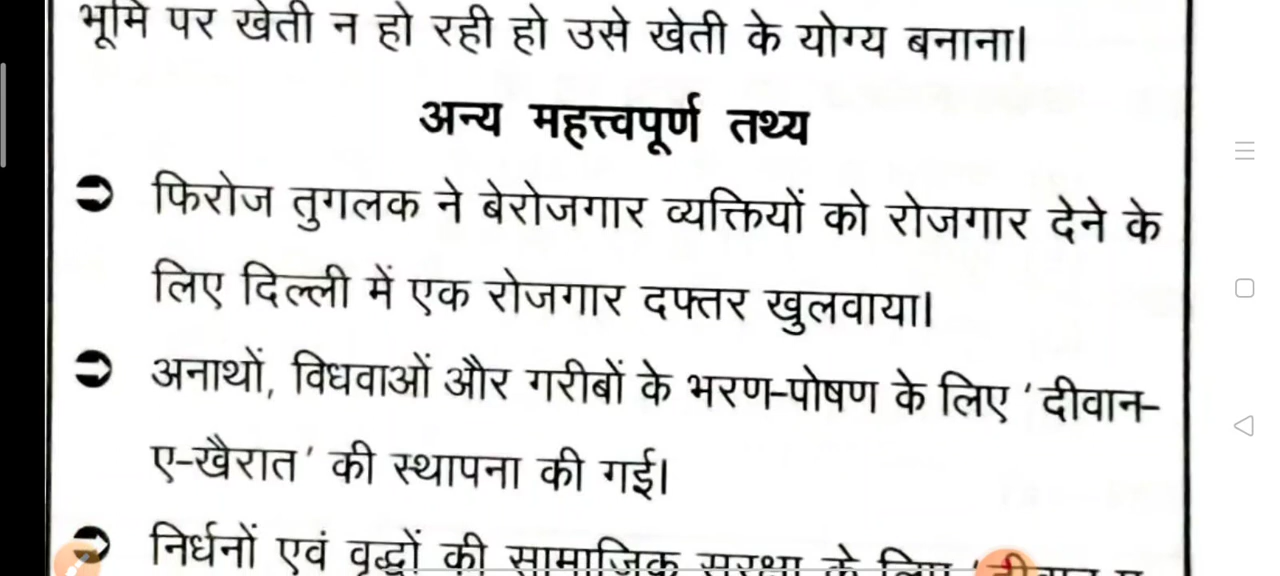 भूमि पर खेती न हो रही हो उसे खेती के योग्य बनाना।
अन्य महत्त्वपूर्ण तथ्य
फिरोज तुगलक ने बेरोजगार व्यक्तियों को रोजगार देने के
लिए दिल्ली में एक रोजगार दफ्तर खुलवाया।
अनाथों, विधवाओं और गरीबों के भरण-पोषण के लिए ‘दीवान-
ए-खैरात’ की स्थापना की गई।
निर्धनों एवं वृद्धों की सामाजिक सुरक्षा के लिए